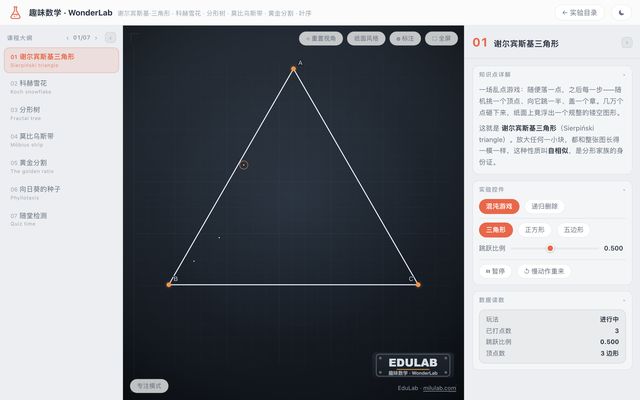 趣味数学 · WonderLab
趣味数学·三角形 · 科赫雪花 · 分形树 · 莫比乌斯带 · 黄金分割 · 叶序
← 实验目录
课程大纲
‹ 01/07 ›
01 谢尔宾斯基三角形
Sierpiński triangle
02 科赫雪花
Koch snowflake
03 分形树
Fractal tree
04 莫比乌斯带
Möbius strip
05 黄金分割
The golden ratio
06 向日葵的种子
Phyllotaxis
07 随堂检测
Quiz time
重置视角
纸面风格
标注
全屏
A
B
C
专注模式
EDULAB
趣味数学 · WonderLab
EduLab · milulab.com
01 谢尔宾斯基三角形
知识点详解
一场乱点游戏：随便落一点，之后每一步——随
机挑一个顶点、向它跳一半、盖一个章。几万个
点砸下来，纸面上竟浮出一个规整的镂空图形。
这就是 谢尔宾斯基三角形（Sierpiński
triangle）。放大任何一小块，都和整张图长得
一模一样，这种性质叫自相似，是分形家族的身
份证。
实验控件
混沌游戏
递归删除
三角形
正方形
五边形
跳跃比例
0.500
暂停
慢动作重来
数据读数
玩法
进行中
已打点数
3
跳跃比例
0.500
顶点数
3 边形